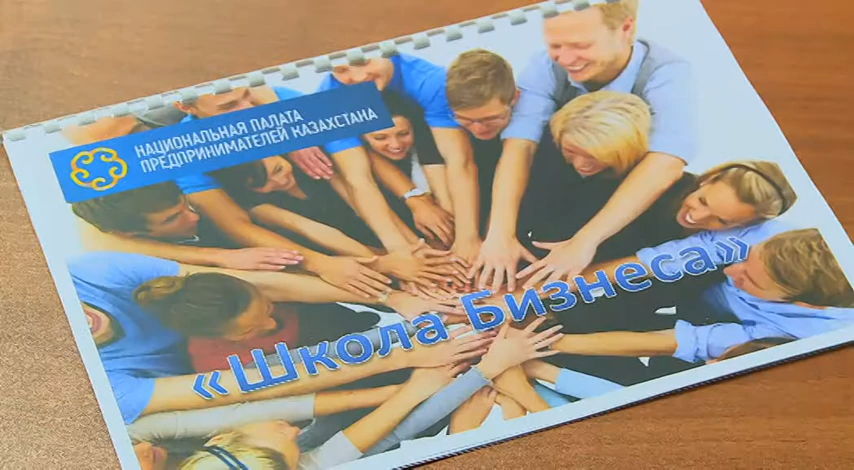 НАЦИОНАЛЬНАЯ ПАЛАТА
ПРЕДПРИНИМАТЕЛЕЙ КАЗАХСТАНА
«Школа Бизнеса»